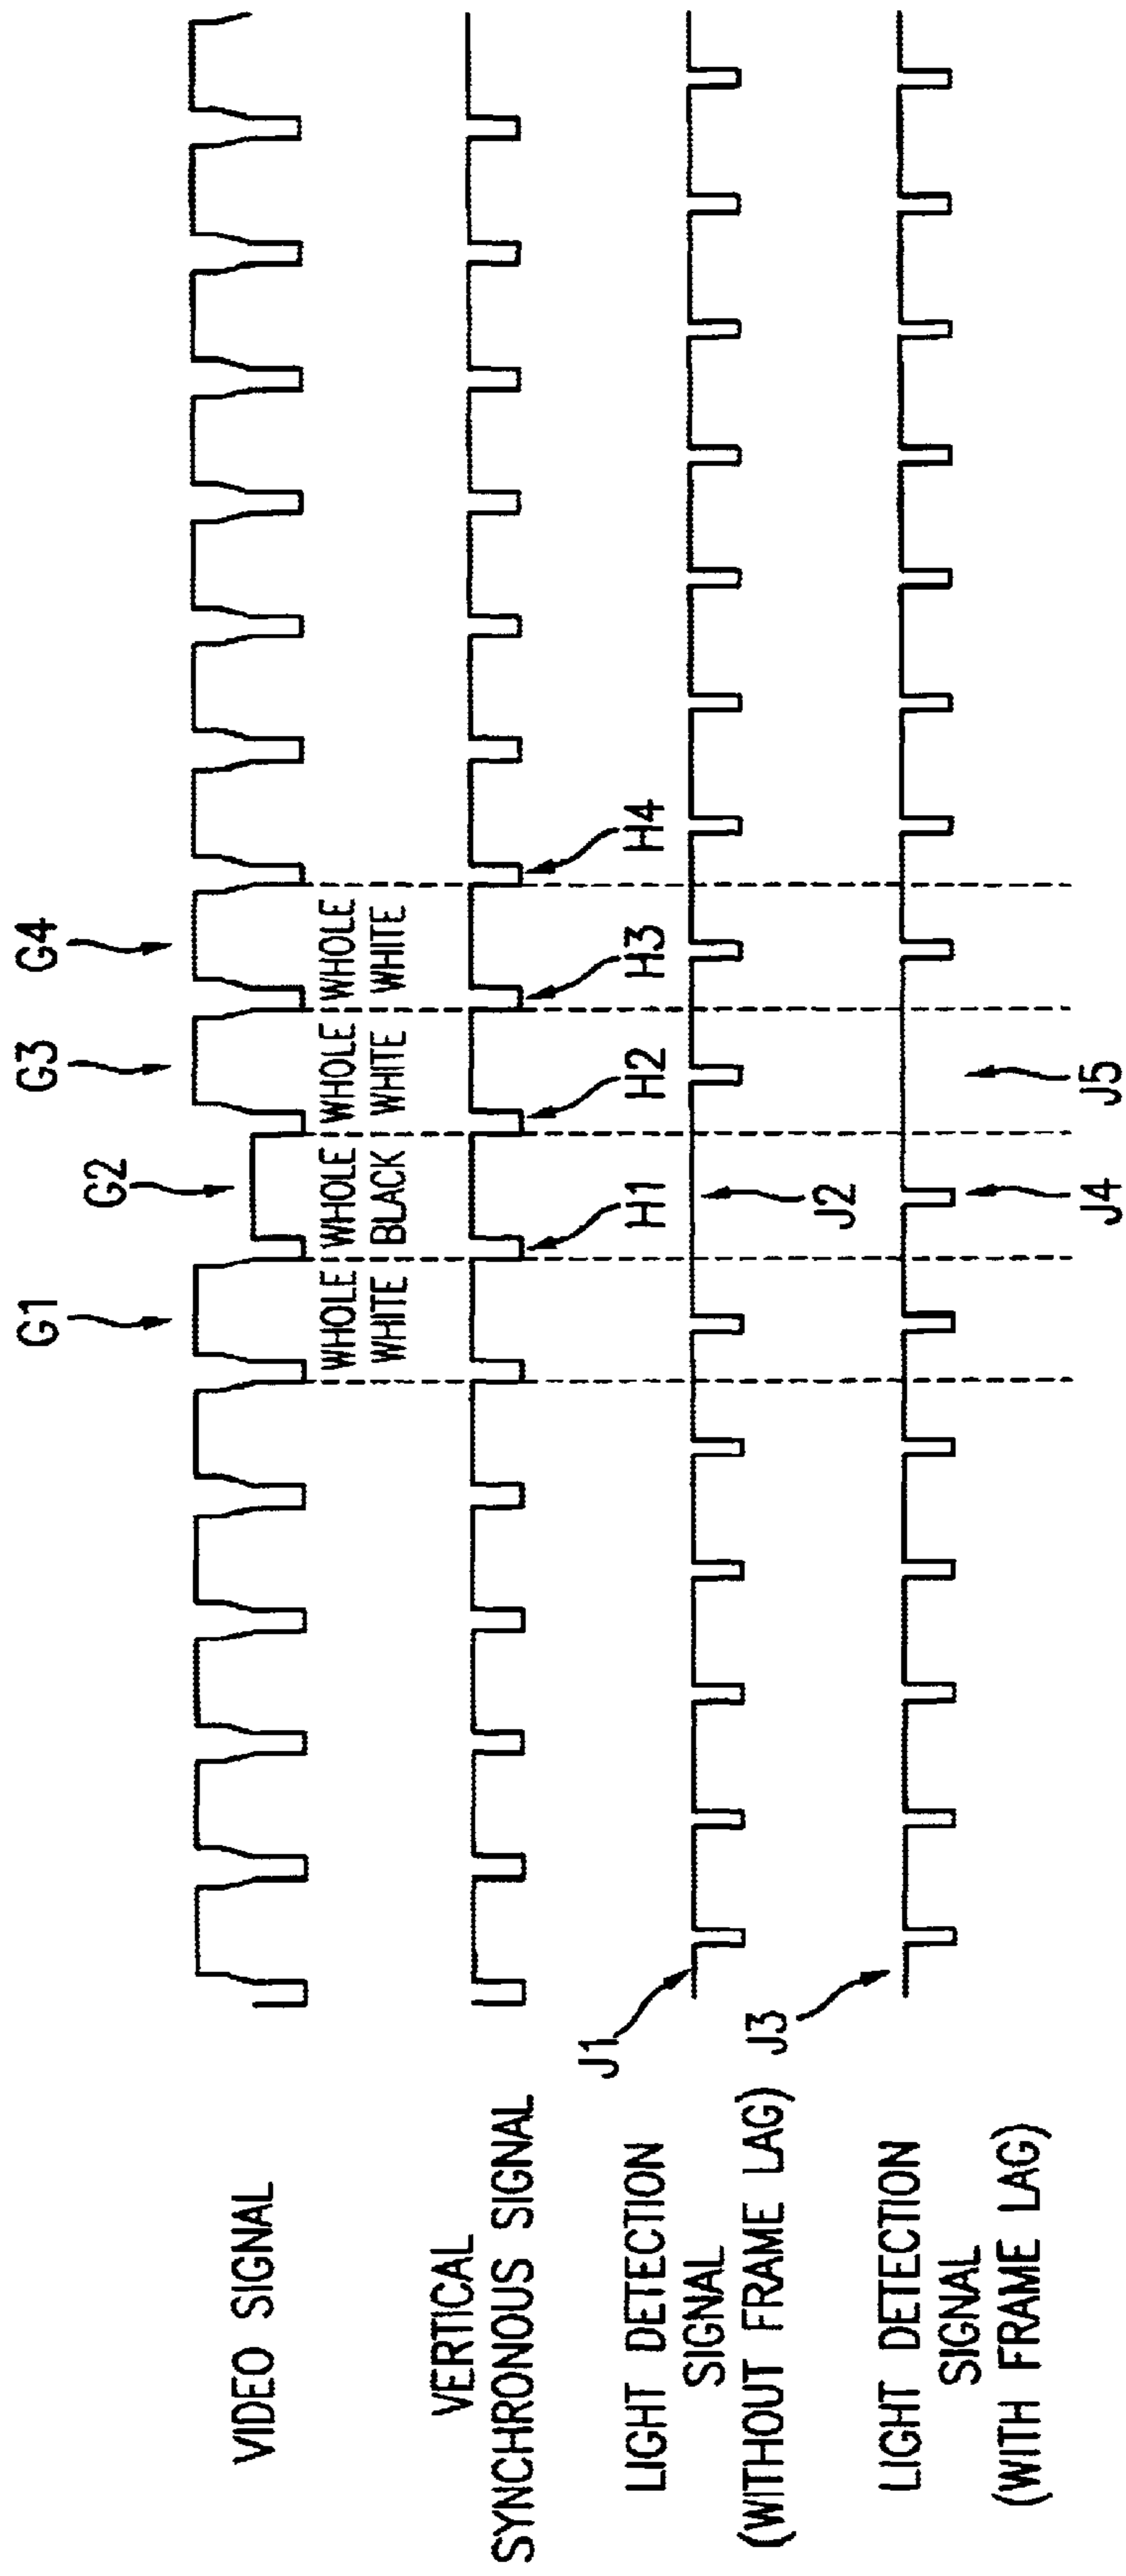 G1
G2
G3
G4
VIDEO SIGNAL
WHOLE WHITE
WHOLE BLACK
WHOLE WHITE
WHOLE WHITE
VERTICAL
SYNCHRONOUS SIGNAL
H1
H2
H3
H4
J1
LIGHT DETECTION
SIGNAL
(WITHOUT FRAME LAG)
J2
J3
LIGHT DETECTION
SIGNAL
(WITH FRAME LAG)
J4
J5